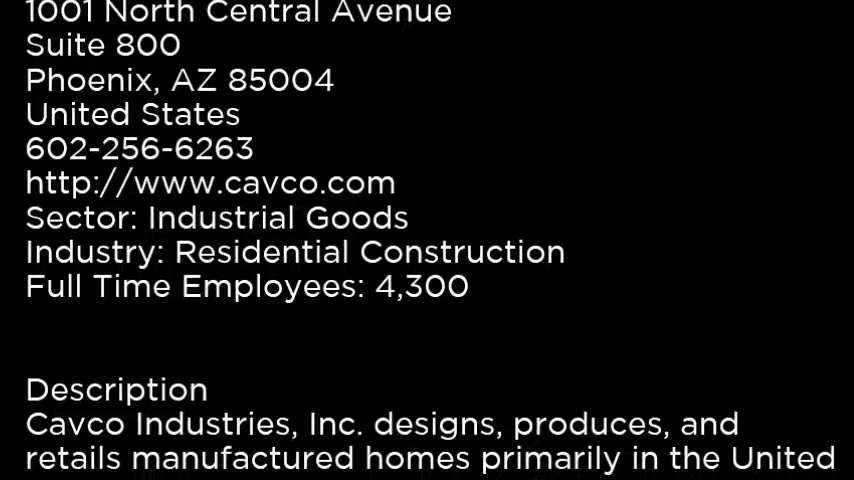 1001 North Central Avenue
Suite 800
Phoenix, AZ 85004
United States
602-256-6263
http://www.cavco.com
Sector: Industrial Goods
Industry: Residential Construction
Full Time Employees: 4,300
Description
Cavco Industries, Inc. designs, produces, and
retails manufactured homes primarily in the United